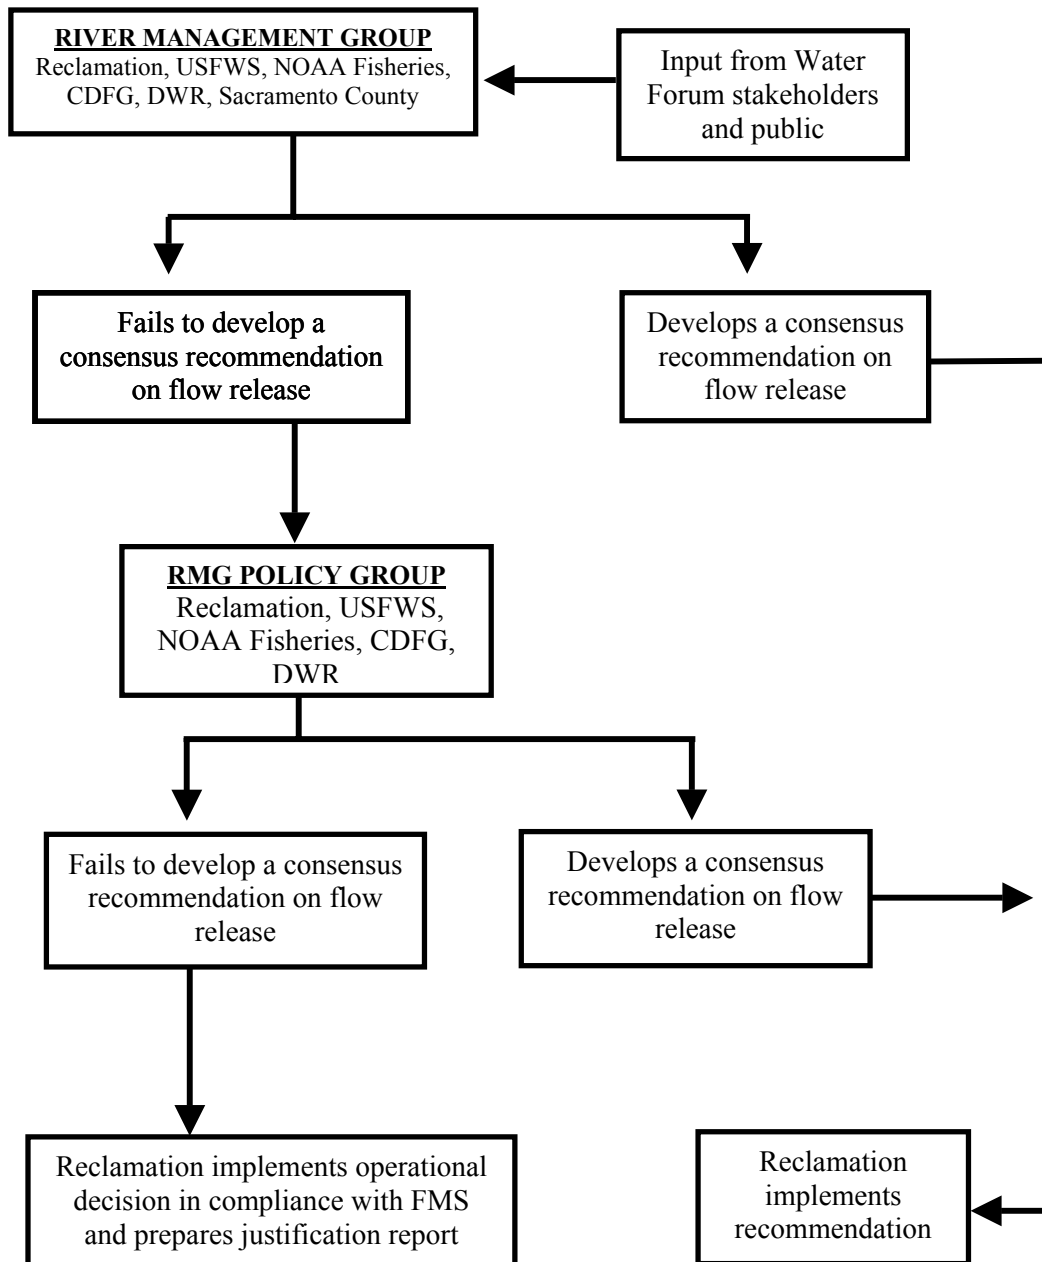 RIVER MANAGEMENT GROUP
Reclamation, USFWS, NOAA Fisheries,
CDFG, DWR, Sacramento County
Input from Water
Forum stakeholders
and public
Fails to develop a
consensus recommendation
on flow release
Develops a consensus
recommendation on
flow release
RMG POLICY GROUP
Reclamation, USFWS,
NOAA Fisheries, CDFG,
DWR
Fails to develop a consensus
recommendation on flow
release
Develops a consensus
recommendation on flow
release
Reclamation implements operational
decision in compliance with FMS
and prepares justification report
Reclamation
implements
recommendation